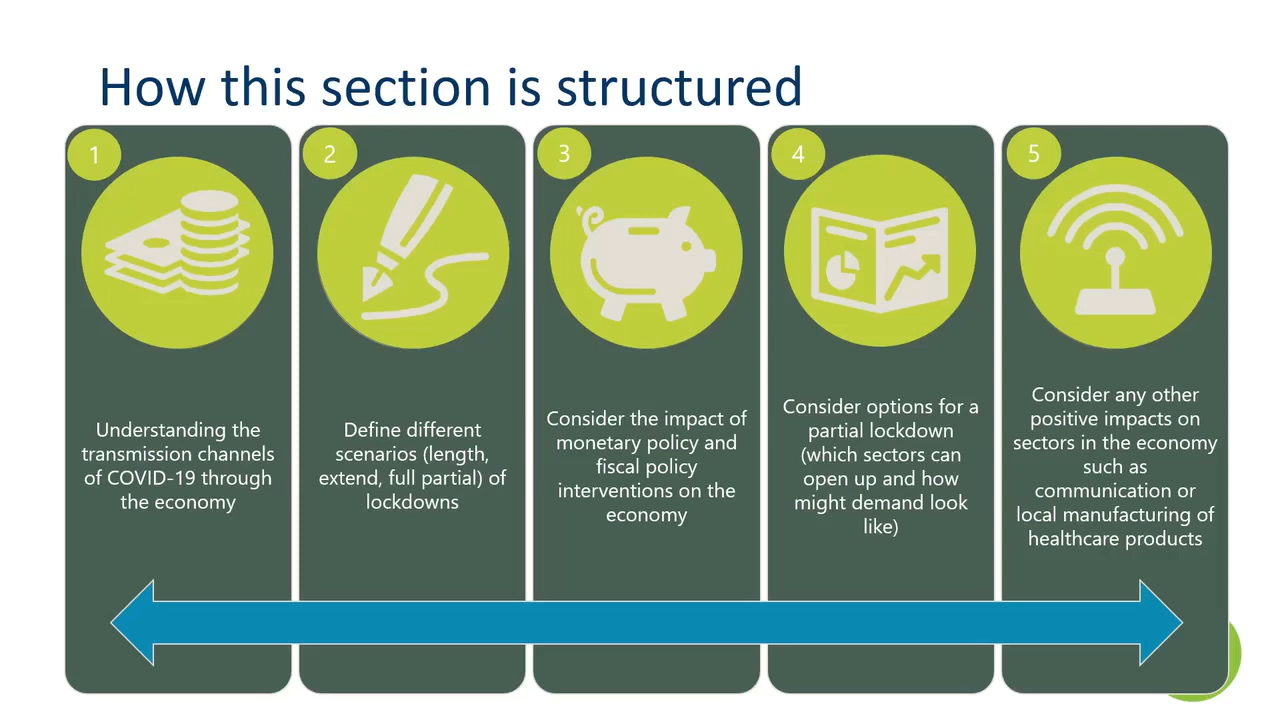 How this section is structured
1
Understanding the
transmission channels
of COVID-19 through
the economy
2
Define different
scenarios (length,
extend, full partial) of
lockdowns
3
Consider the impact of
monetary policy and
fiscal policy
interventions on the
economy
4
Consider options for a
partial lockdown
(which sectors can
open up and how
might demand look
like)
5
Consider any other
positive impacts on
sectors in the economy
such as
communication or
local manufacturing of
healthcare products